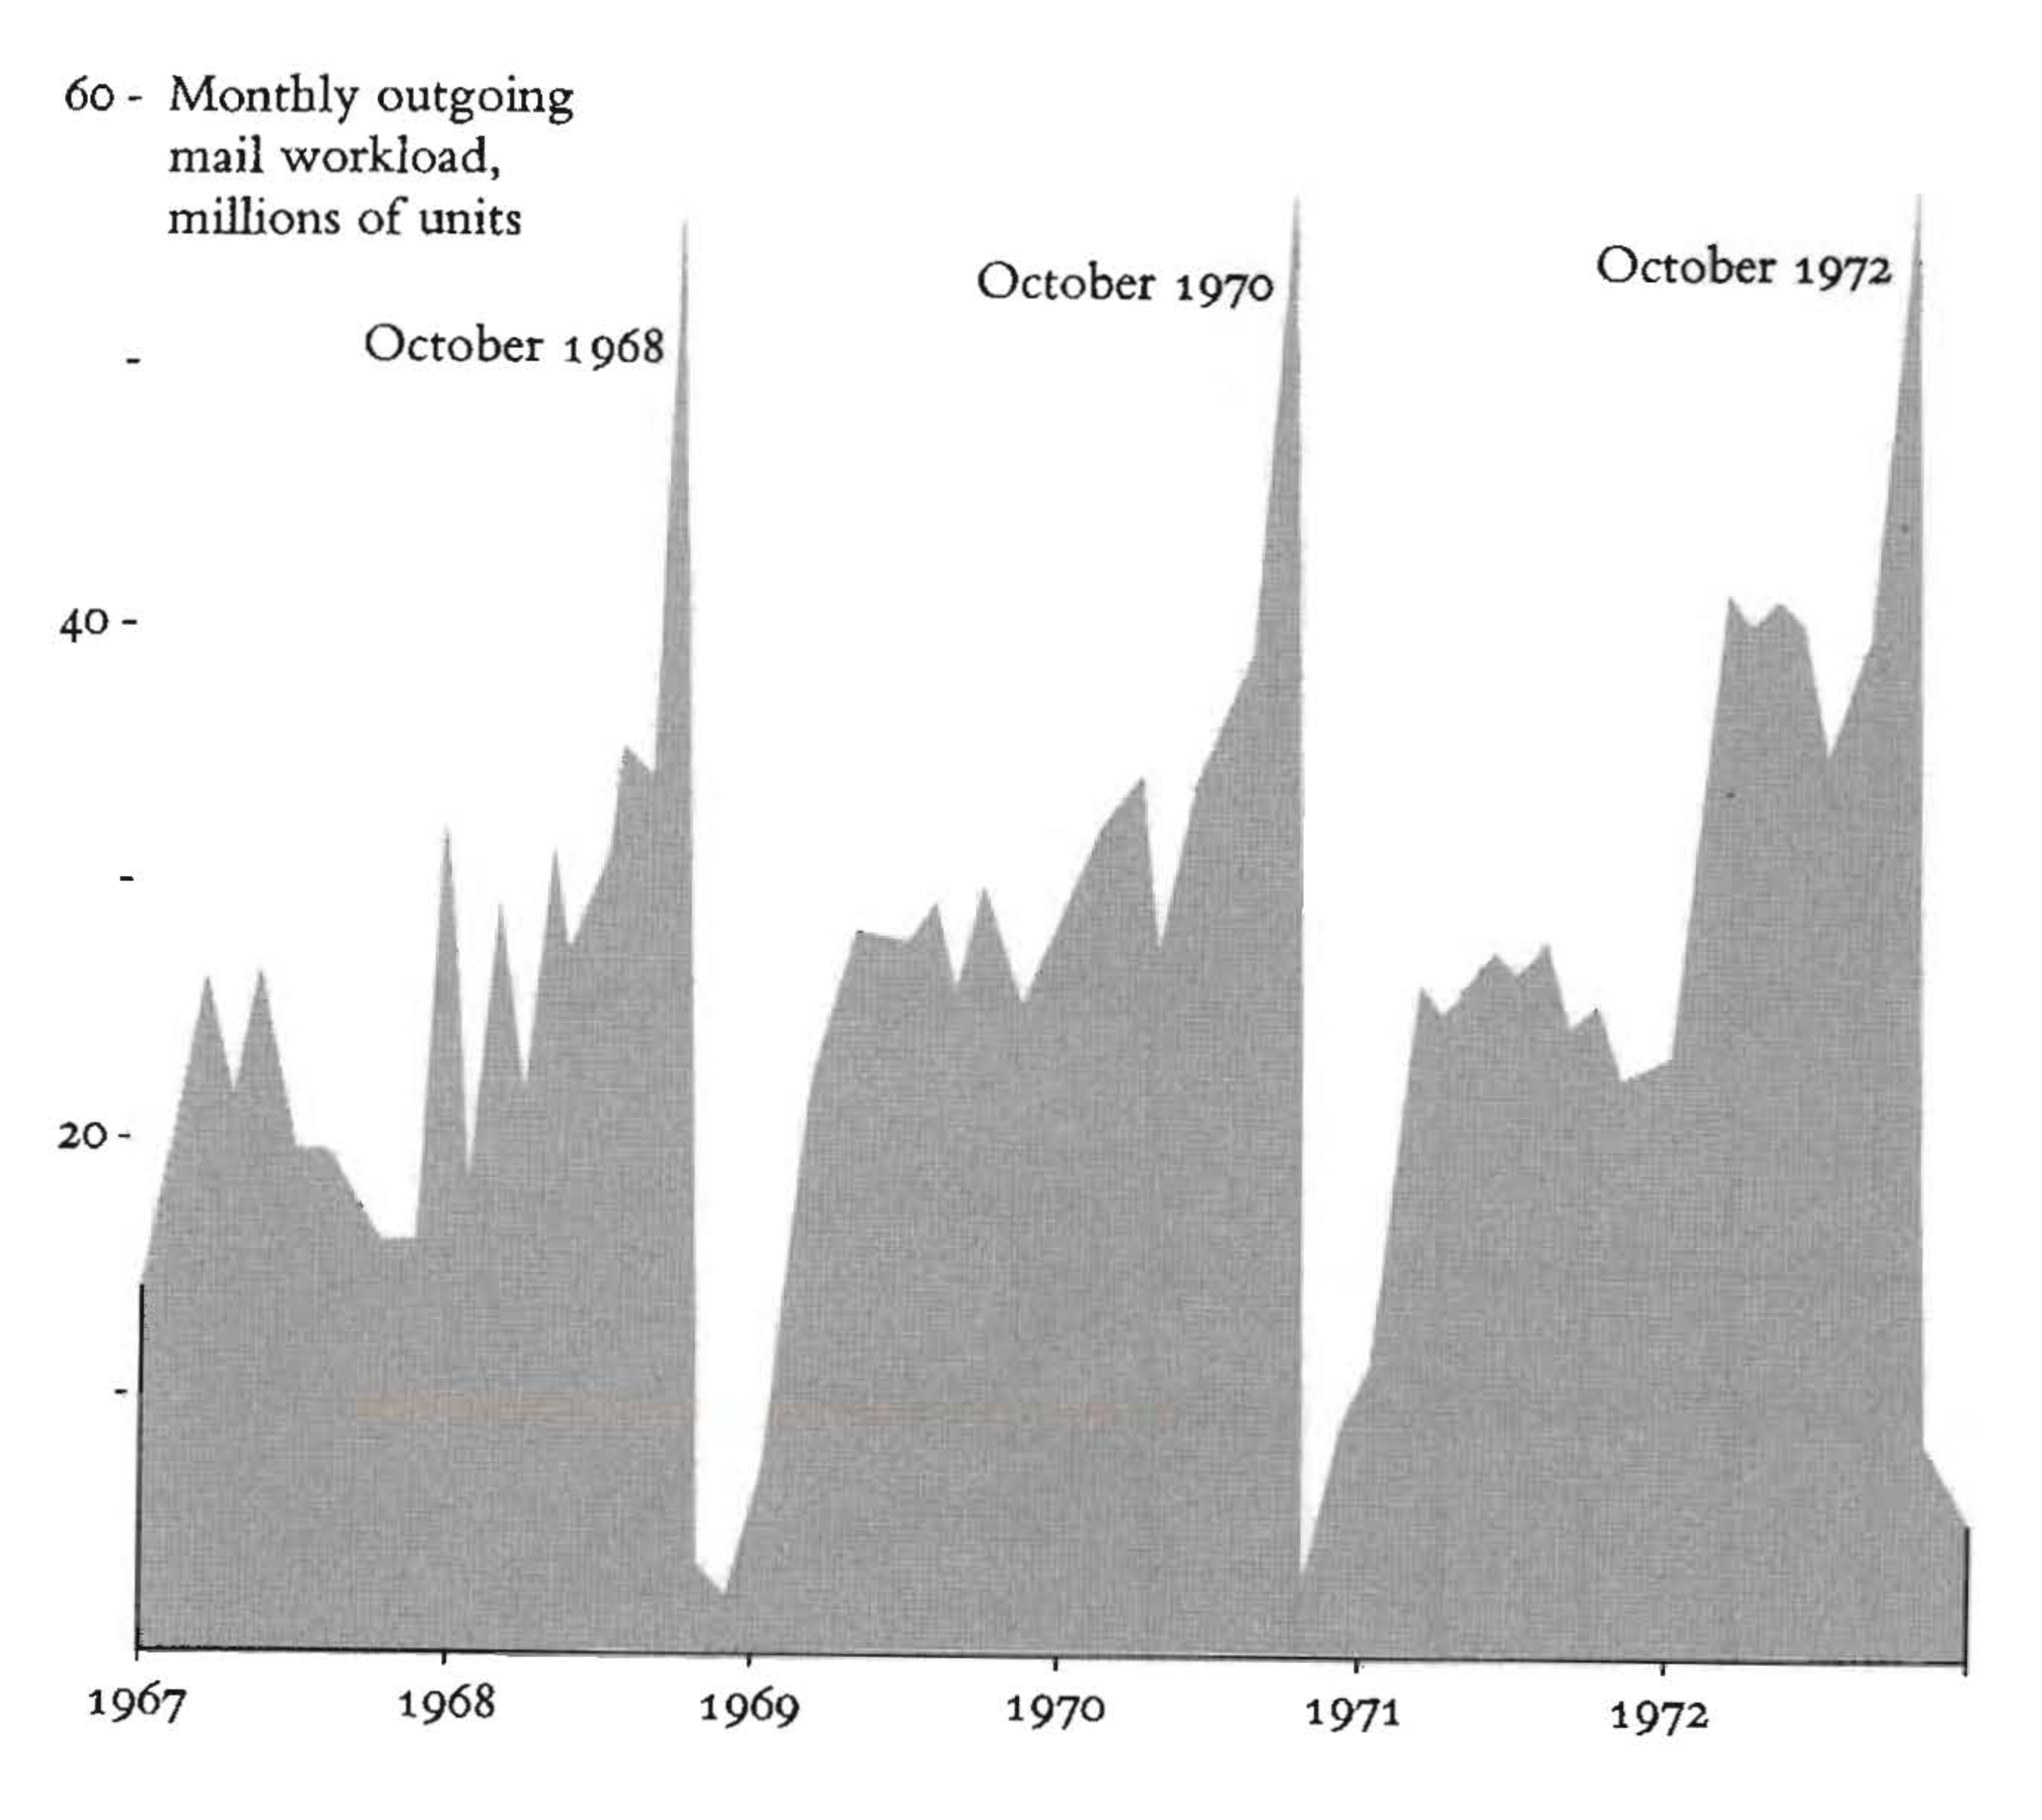 60 - Monthly outgoing
mail workload,
millions of units
October 1968
October 1970
October 1972
-
40 -
-
20 -
-
1967 1968 1969 1970 1971 1972